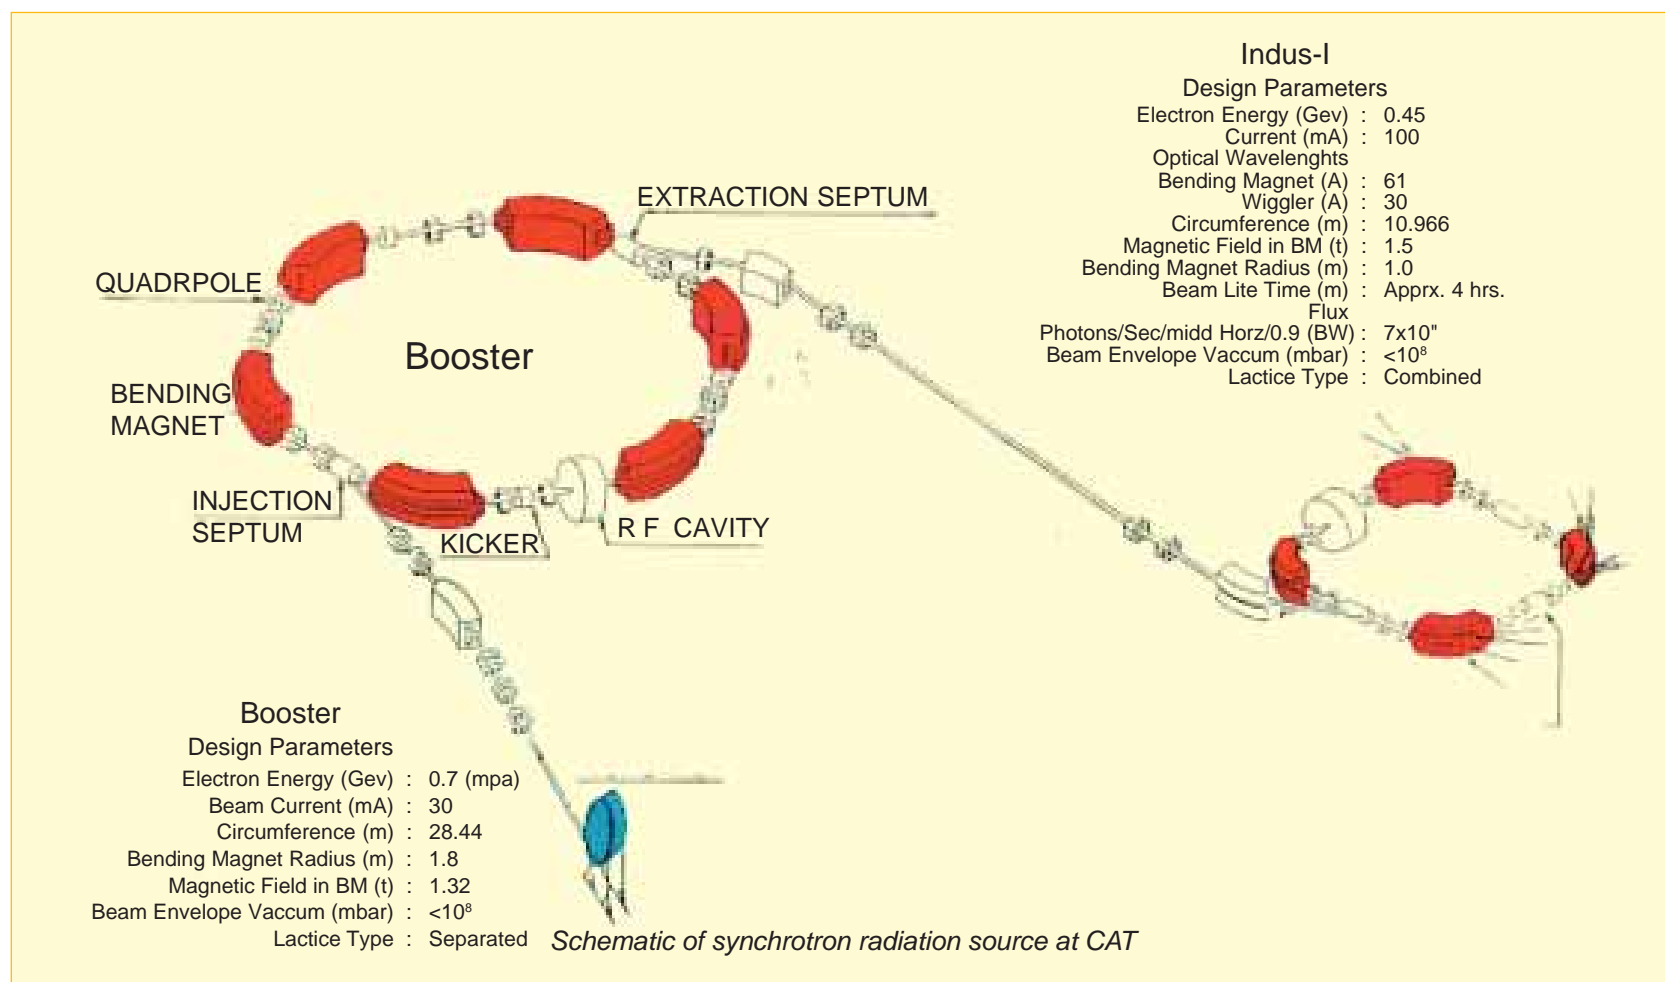 Indus-I
Design Parameters
Electron Energy (Gev) : 0.45
Current (mA) : 100
Optical Wavelenghts
Bending Magnet (A) : 61
Wiggler (A) : 30
Circumference (m) : 10.966
Magnetic Field in BM (t) : 1.5
Bending Magnet Radius (m) : 1.0
Beam Lite Time (m) : Apprx. 4 hrs.
Flux
Photons/Sec/midd Horz/0.9 (BW) : 7x10"
Beam Envelope Vaccum (mbar) : <10⁸
Lactice Type : Combined
EXTRACTION SEPTUM
QUADRPOLE
Booster
BENDING
MAGNET
INJECTION
SEPTUM
KICKER
R F CAVITY
Booster
Design Parameters
Electron Energy (Gev) : 0.7 (mpa)
Beam Current (mA) : 30
Circumference (m) : 28.44
Bending Magnet Radius (m) : 1.8
Magnetic Field in BM (t) : 1.32
Beam Envelope Vaccum (mbar) : <10⁸
Lactice Type : Separated
Schematic of synchrotron radiation source at CAT